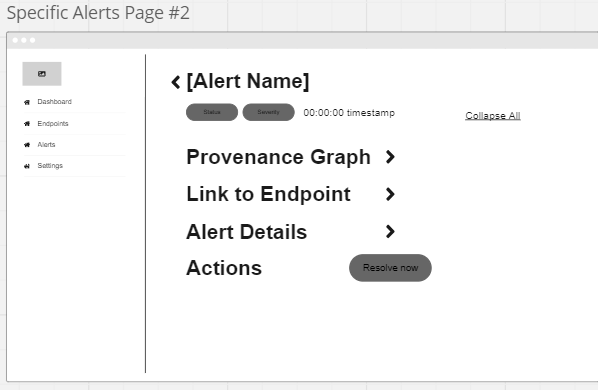 Specific Alerts Page #2
Dashboard
Endpoints
Alerts
Settings
[Alert Name]
Status Severity 00:00:00 timestamp Collapse All
Provenance Graph
Link to Endpoint
Alert Details
Actions Resolve now